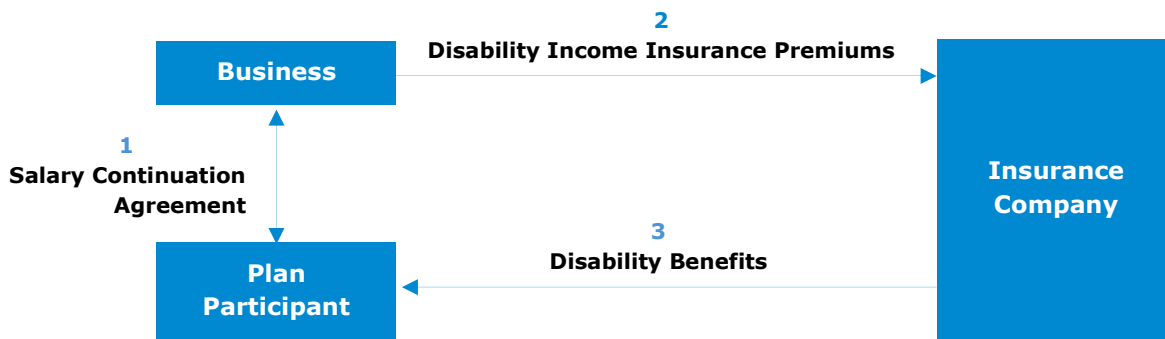 2
Disability Income Insurance Premiums
Business
1
Salary Continuation
Agreement
Insurance
Company
3
Disability Benefits
Plan
Participant